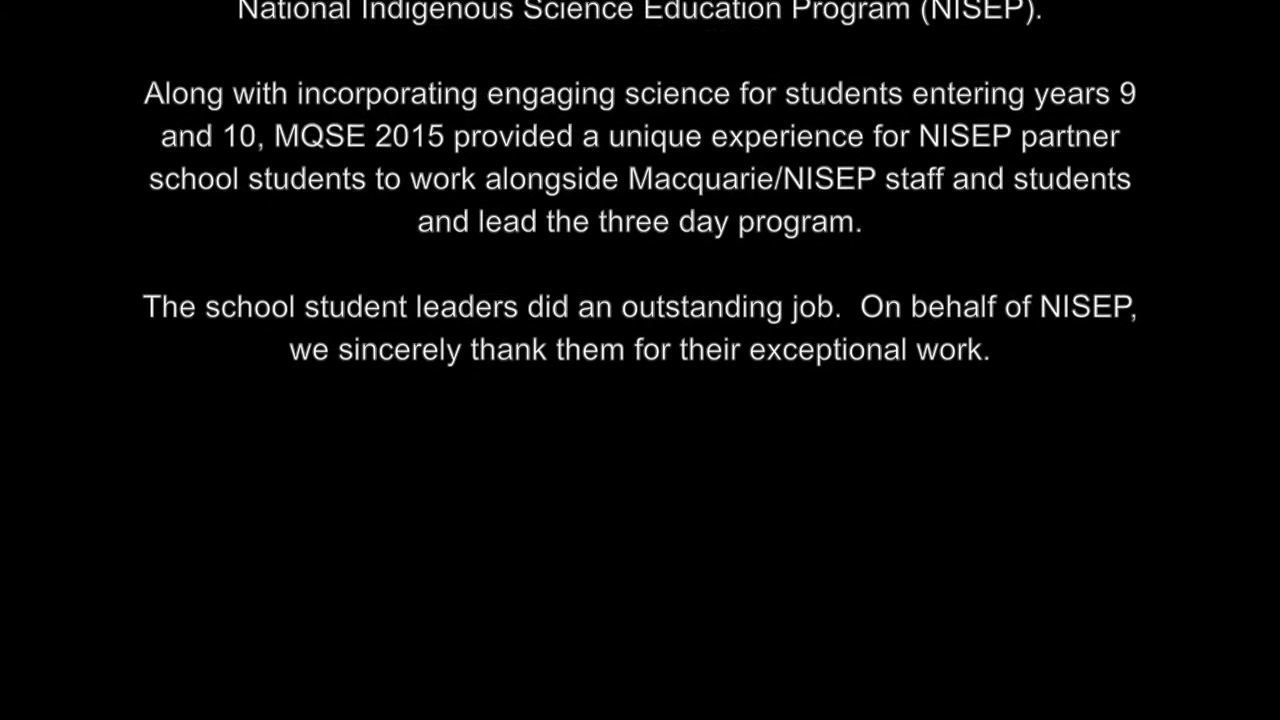 National Indigenous Science Education Program (NISEP).
Along with incorporating engaging science for students entering years 9
and 10, MQSE 2015 provided a unique experience for NISEP partner
school students to work alongside Macquarie/NISEP staff and students
and lead the three day program.
The school student leaders did an outstanding job.  On behalf of NISEP,
we sincerely thank them for their exceptional work.